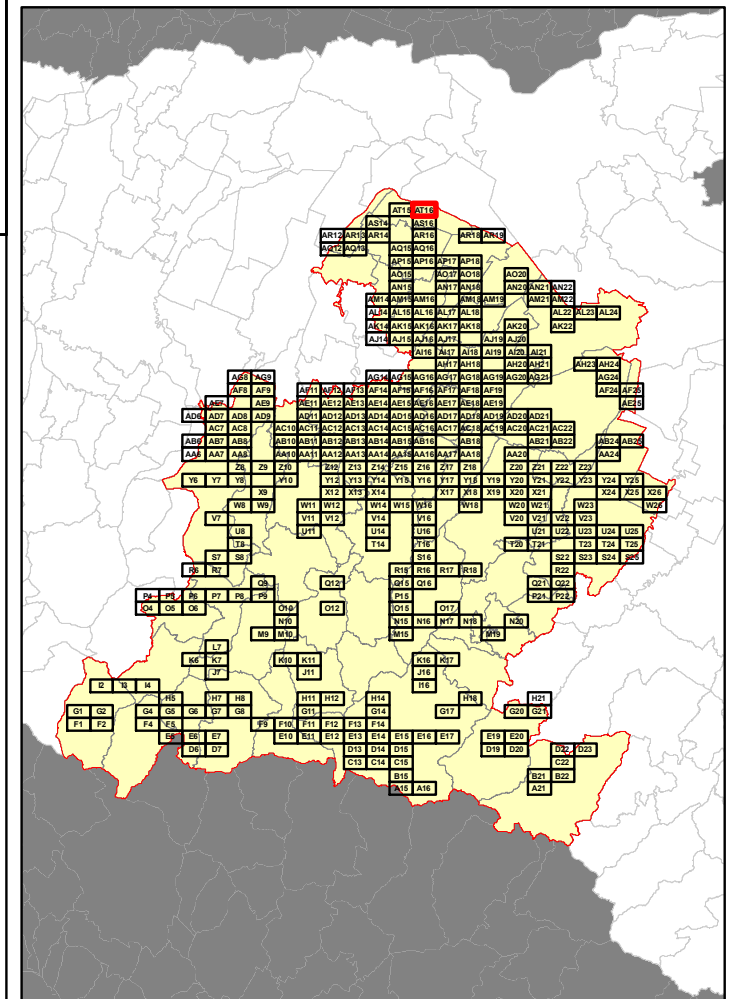 AT15 AT16
AS14 AS16
AR12 AR13 AR14 AR16 AR18 AR19
AQ12 AQ13 AQ15 AQ16
AP15 AP16 AP17 AP18
AO15 AO17 AO18 AO20
AN15 AN17 AN18 AN20 AN21 AN22
AM14 AM15 AM16 AM18 AM19 AM21 AM22
AL14 AL15 AL16 AL17 AL18 AL22 AL23 AL24
AK14 AK15 AK16 AK17 AK18 AK20 AK22
AJ14 AJ15 AJ16 AJ17 AJ19 AJ20
AI16 AI17 AI18 AI19 AI20 AI21
AH17 AH18 AH20 AH21 AH23 AH24
AG8 AG9 AG14 AG15 AG16 AG17 AG18 AG19 AG20 AG21 AG24
AF8 AF9 AF11 AF12 AF13 AF14 AF15 AF16 AF17 AF18 AF19 AF24 AF25
AE7 AE9 AE11 AE12 AE13 AE14 AE15 AE16 AE17 AE18 AE19 AE25
AD6 AD7 AD8 AD9 AD11 AD12 AD13 AD14 AD15 AD16 AD17 AD18 AD19 AD20 AD21
AC7 AC8 AC10 AC11 AC12 AC13 AC14 AC15 AC16 AC17 AC18 AC19 AC20 AC21 AC22
AB6 AB7 AB8 AB10 AB11 AB12 AB13 AB14 AB15 AB16 AB18 AB21 AB22 AB24 AB25
AA6 AA7 AA8 AA10 AA11 AA12 AA13 AA14 AA15 AA16 AA17 AA18 AA20 AA24
Z8 Z9 Z10 Z12 Z13 Z14 Z15 Z16 Z17 Z18 Z20 Z21 Z22 Z23
Y6 Y7 Y8 Y10 Y12 Y13 Y14 Y15 Y16 Y17 Y18 Y19 Y20 Y21 Y22 Y23 Y24 Y25
X9 X12 X13 X14 X17 X18 X19 X20 X21 X24 X25 X26
W8 W9 W11 W12 W14 W15 W16 W18 W20 W21 W23 W26
V7 V11 V12 V14 V16 V20 V21 V22 V23
U8 U11 U14 U16 U21 U22 U23 U24 U25
T8 T14 T16 T20 T21 T23 T24 T25
S7 S8 S16 S22 S23 S24 S25
R6 R7 R15 R16 R17 R18 R22
Q9 Q12 Q15 Q16 Q21 Q22
P4 P5 P6 P7 P8 P9 P15 P21 P22
O4 O5 O6 O10 O12 O15 O17
N10 N15 N16 N17 N18 N20
M9 M10 M15 M19
L7
K6 K7 K10 K11 K16 K17
J7 J11 J16
I2 I3 I4 I16
H5 H7 H8 H11 H12 H14 H18 H21
G1 G2 G4 G5 G6 G7 G8 G11 G14 G17 G20 G21
F1 F2 F4 F5 F9 F10 F11 F12 F13 F14
E5 E6 E7 E10 E11 E12 E13 E14 E15 E16 E17 E19 E20
D6 D7 D13 D14 D15 D19 D20 D22 D23
C13 C14 C15 C22
B15 B21 B22
A15 A16 A21